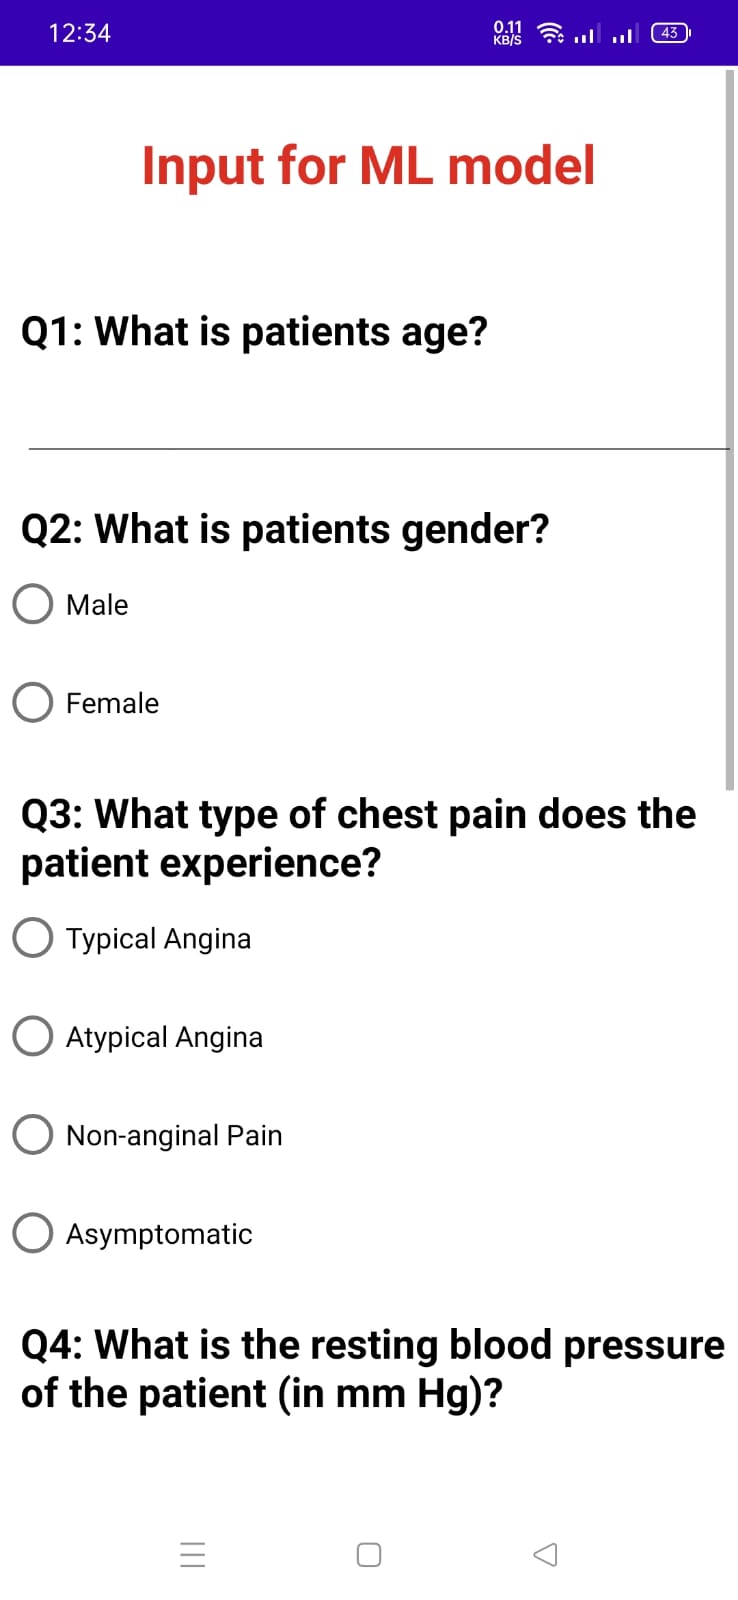 12:34
0.11
KB/S
43
Input for ML model
Q1: What is patients age?
Q2: What is patients gender?
Male
Female
Q3: What type of chest pain does the
patient experience?
Typical Angina
Atypical Angina
Non-anginal Pain
Asymptomatic
Q4: What is the resting blood pressure
of the patient (in mm Hg)?